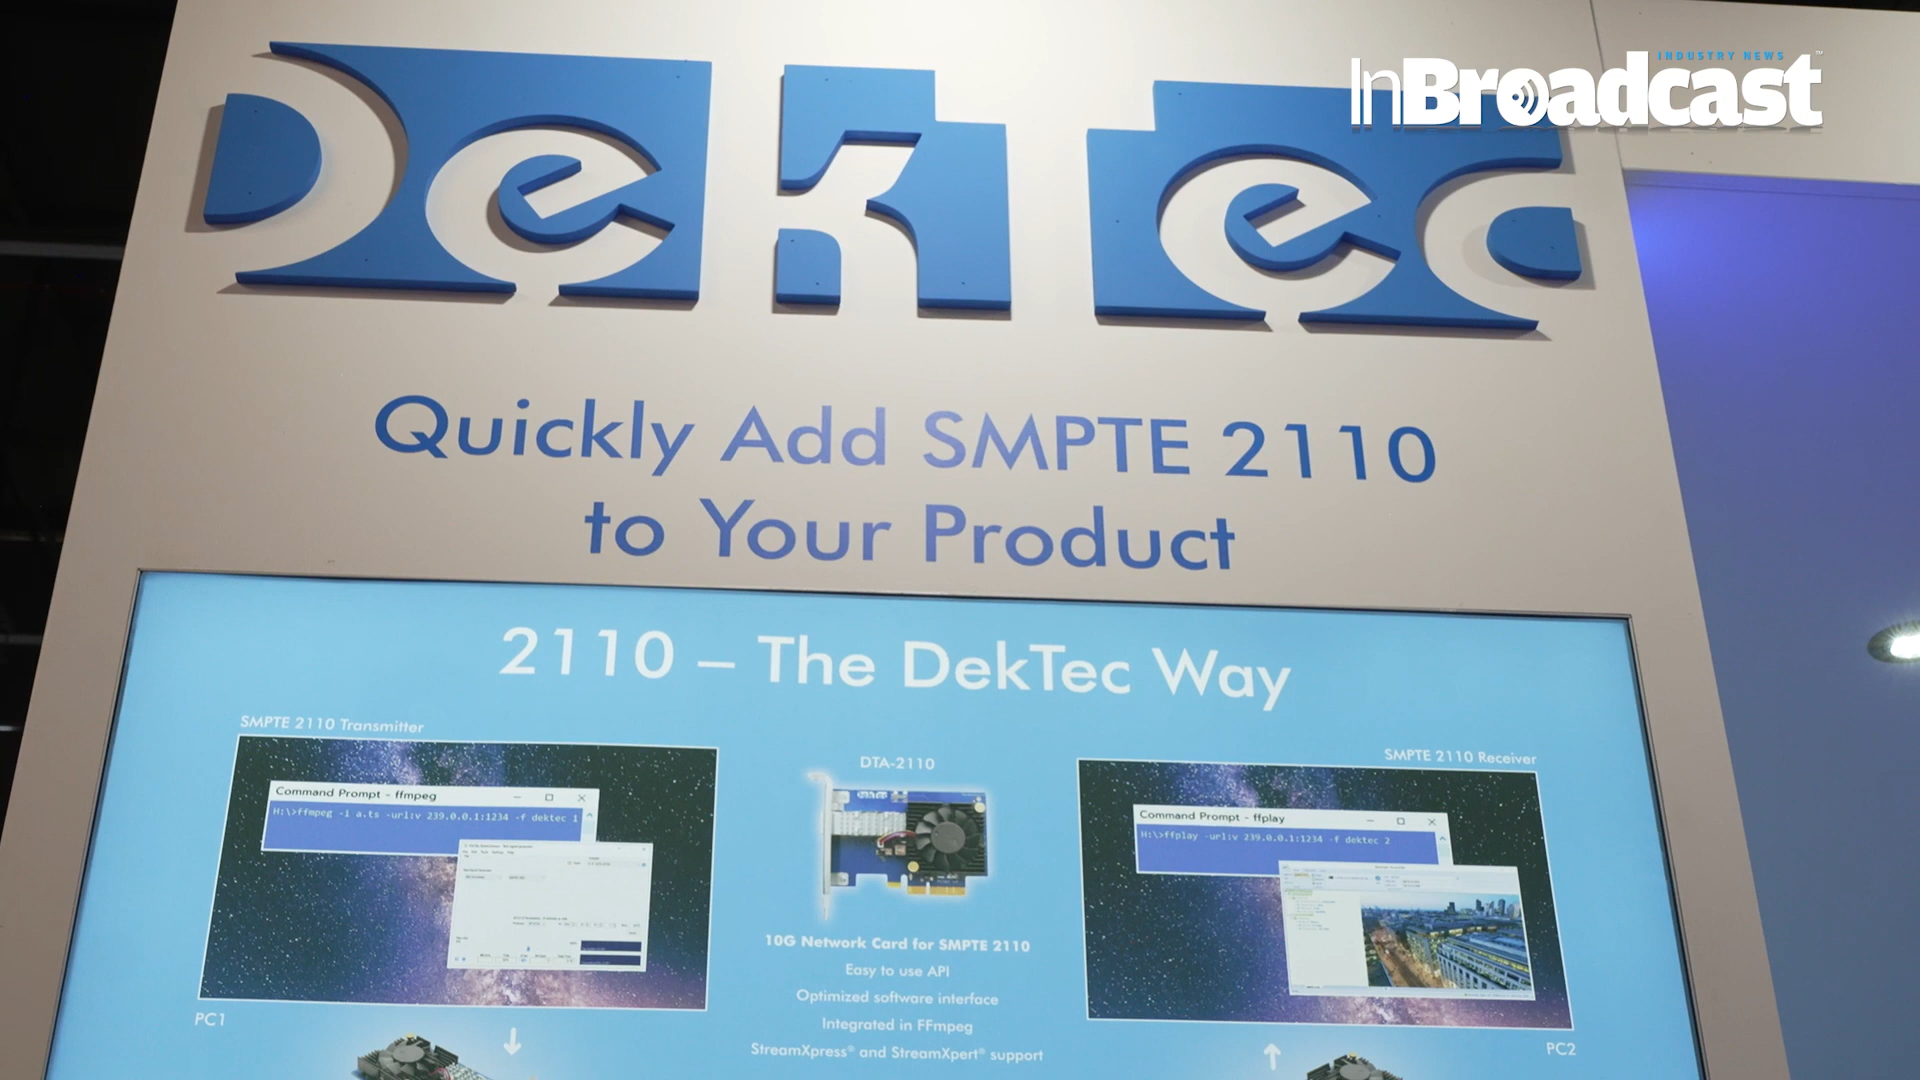 INDUSTRY NEWS
InBroadcast
DekTec
Quickly Add SMPTE 2110
to Your Product
2110 – The DekTec Way
SMPTE 2110 Transmitter
Command Prompt - ffmpeg
H:\>ffmpeg -i a.ts -url:v 239.0.0.1:1234 -f dektec 1
PC1
DTA-2110
DekTec
10G Network Card for SMPTE 2110
Easy to use API
Optimized software interface
Integrated in FFmpeg
StreamXpress® and StreamXpert® support
SMPTE 2110 Receiver
Command Prompt - ffplay
H:\>ffplay -url:v 239.0.0.1:1234 -f dektec 2
PC2